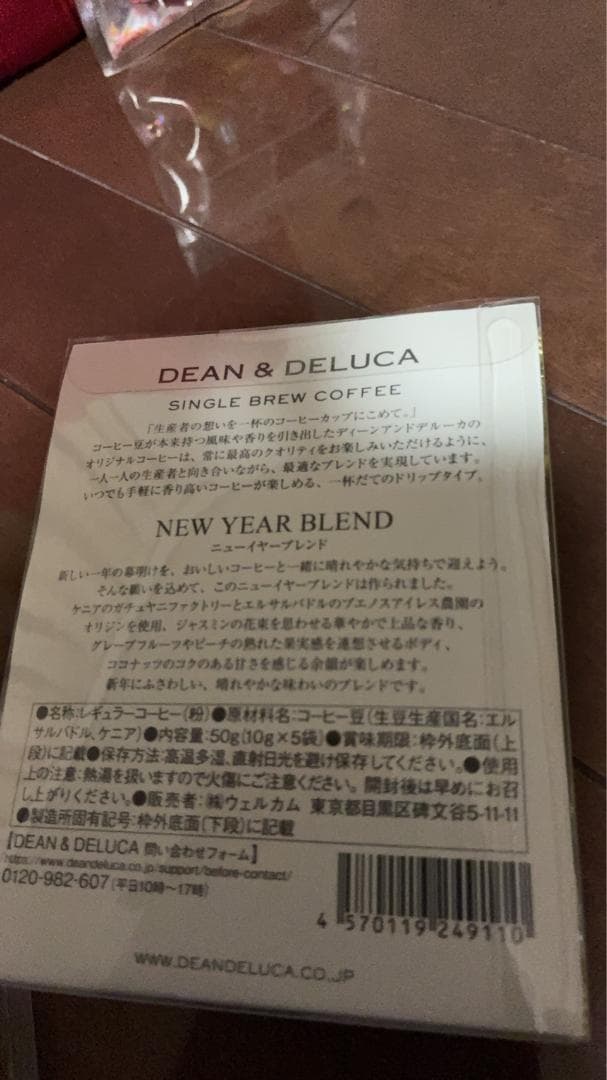 DEAN & DELUCA
SINGLE BREW COFFEE
「生産者の想いを一杯のコーヒーカップにこめて。」
コーヒー豆が本来持つ風味や香りを引き出したディーンアンドデルーカの
オリジナルコーヒーは、常に最高のクオリティをお楽しみいただけるように、
一人一人の生産者と向き合いながら、最適なブレンドを実現しています。
いつでも手軽に香り高いコーヒーが楽しめる、一杯だてのドリップタイプ。
NEW YEAR BLEND
ニューイヤーブレンド
新しい一年の幕明けを、おいしいコーヒーと一緒に晴れやかな気持ちで迎えよう。
そんな願いを込めて、このニューイヤーブレンドは作られました。
ケニアのガチュヤニファクトリーとエルサルバドルのブエノスアイレス農園の
オリジンを使用、ジャスミンの花束を思わせる華やかで上品な香り、
グレープフルーツやピーチの熟れた果実感を連想させるボディ、
ココナッツのコクのある甘さを感じる余韻が楽しめます。
新年にふさわしい、晴れやかな味わいのブレンドです。
●名称:レギュラーコーヒー(粉)●原材料名:コーヒー豆(生豆生産国名:エル
サルバドル、ケニア)●内容量:50g(10g×5袋)●賞味期限:枠外底面(上
段)に記載●保存方法:高温多湿、直射日光を避け保存してください。●使用
上の注意:熱湯を扱いますので火傷にご注意ください。開封後は早めにお召
し上がりください。●販売者:㈱ウェルカム 東京都目黒区碑文谷5-11-11
●製造所固有記号:枠外底面(下段)に記載
【DEAN & DELUCA 問い合わせフォーム】
https://www.deandeluca.co.jp/support/before-contact/
0120-982-607(平日10時〜17時)
4 570119 249110
WWW.DEANDELUCA.CO.JP